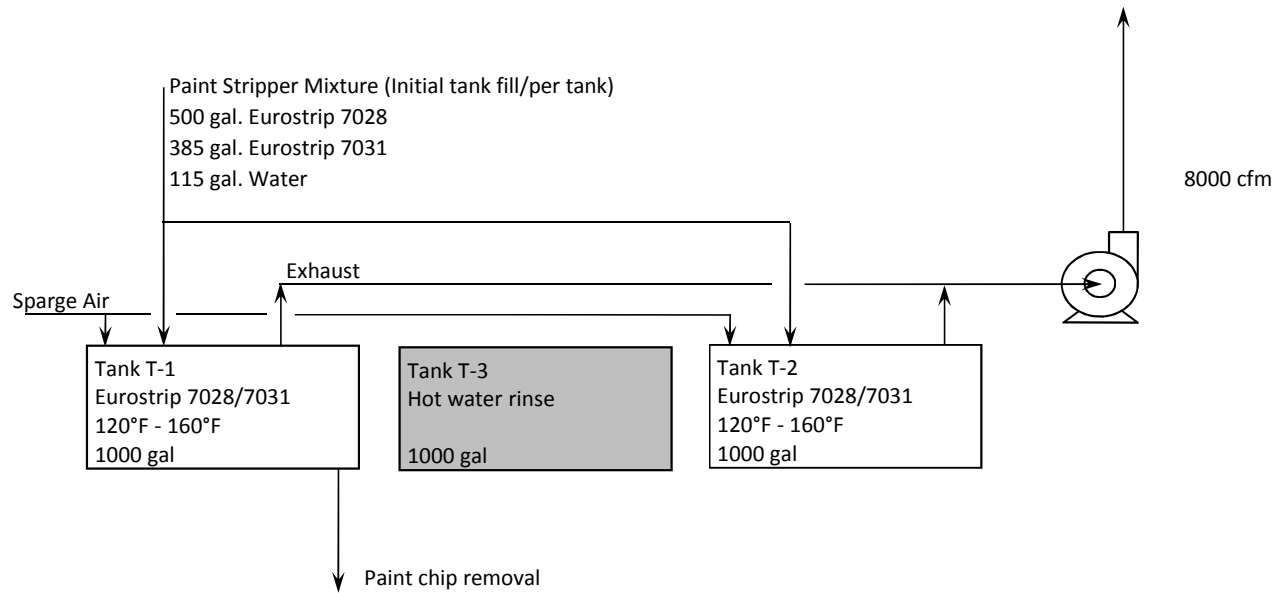 Paint Stripper Mixture (Initial tank fill/per tank)
500 gal. Eurostrip 7028
385 gal. Eurostrip 7031
115 gal. Water
8000 cfm
Exhaust
Sparge Air
Tank T-1
Eurostrip 7028/7031
120°F - 160°F
1000 gal
Tank T-3
Hot water rinse
1000 gal
Tank T-2
Eurostrip 7028/7031
120°F - 160°F
1000 gal
Paint chip removal